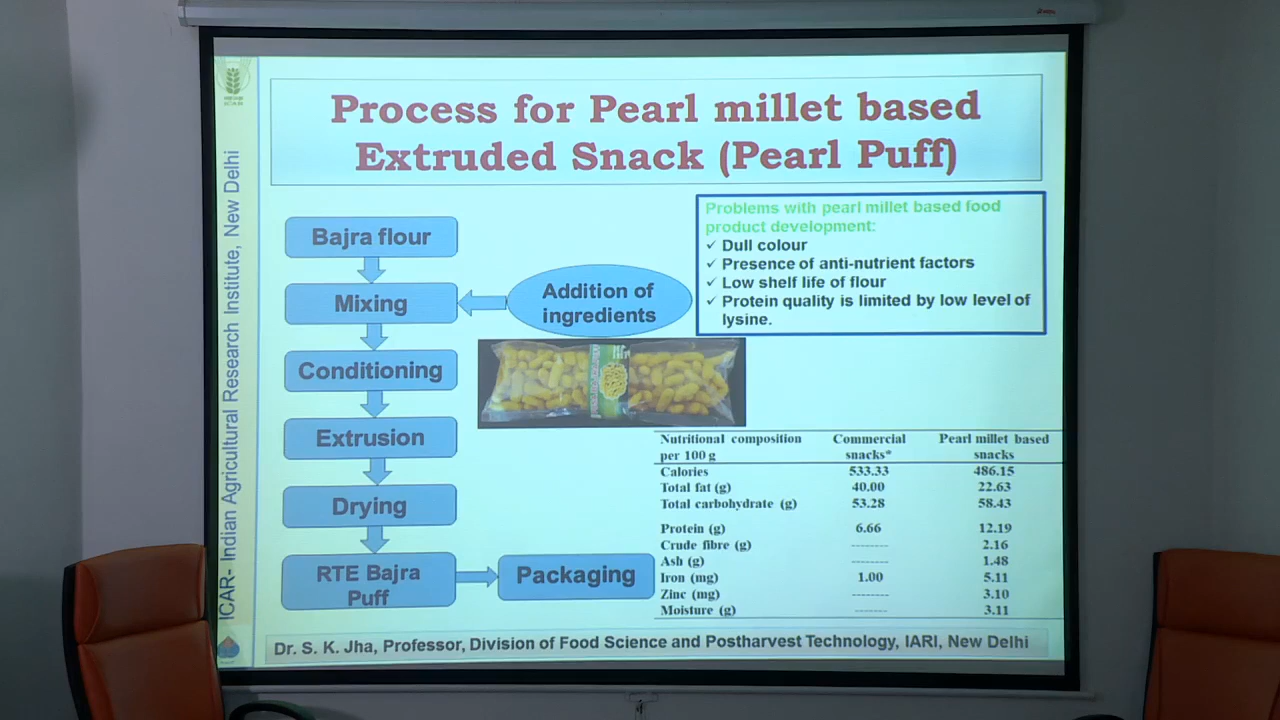 Process for Pearl millet based
Extruded Snack (Pearl Puff)
ICAR- Indian Agricultural Research Institute, New Delhi
Bajra flour
Mixing
Addition of
ingredients
Conditioning
Extrusion
Drying
RTE Bajra
Puff
Packaging
Problems with pearl millet based food
product development:
✓ Dull colour
✓ Presence of anti-nutrient factors
✓ Low shelf life of flour
✓ Protein quality is limited by low level of
lysine.
Nutritional composition Commercial Pearl millet based
per 100 g snacks* snacks
Calories 533.33 486.15
Total fat (g) 40.00 22.63
Total carbohydrate (g) 53.28 58.43
Protein (g) 6.66 12.19
Crude fibre (g) -------- 2.16
Ash (g) -------- 1.48
Iron (mg) 1.00 5.11
Zinc (mg) -------- 3.10
Moisture (g) -------- 3.11
Dr. S. K. Jha, Professor, Division of Food Science and Postharvest Technology, IARI, New Delhi